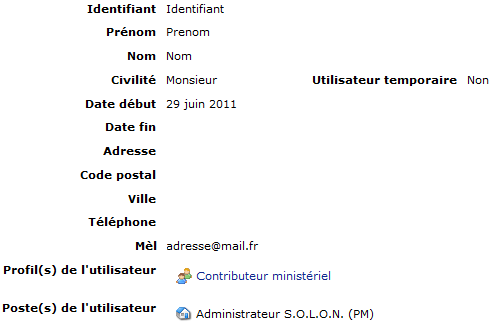 Identifiant Identifiant
Prénom Prenom
Nom Nom
Civilité Monsieur Utilisateur temporaire Non
Date début 29 juin 2011
Date fin
Adresse
Code postal
Ville
Téléphone
Mèl adresse@mail.fr
Profil(s) de l'utilisateur Contributeur ministériel
Poste(s) de l'utilisateur Administrateur S.O.L.O.N. (PM)